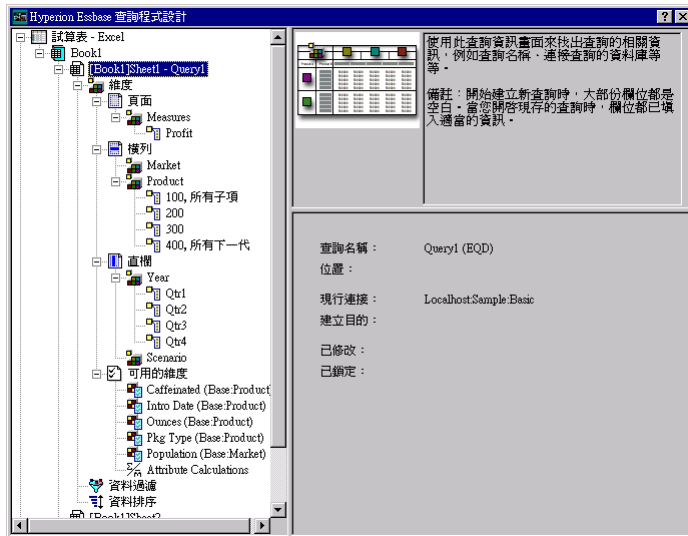 Hyperion Essbase 查詢程式設計
試算表 - Excel
Book1
[Book1]Sheet1 - Query1
維度
頁面
Measures
Profit
橫列
Market
Product
100, 所有子項
200
300
400, 所有下一代
直欄
Year
Qtr1
Qtr2
Qtr3
Qtr4
Scenario
可用的維度
Caffeinated (Base:Product)
Intro Date (Base:Product)
Ounces (Base:Product)
Pkg Type (Base:Product)
Population (Base:Market)
Attribute Calculations
資料過濾
資料排序
[Book1]Sheet2
使用此查詢資訊畫面來找出查詢的相關資
訊，例如查詢名稱、連接查詢的資料庫等
等。
備註：開始建立新查詢時，大部份欄位都是
空白。當您開啓現存的查詢時，欄位都已填
入適當的資訊。
查詢名稱： Query1 (EQD)
位置：
現行連接： Localhost:Sample:Basic
建立目的：
已修改：
已鎖定：